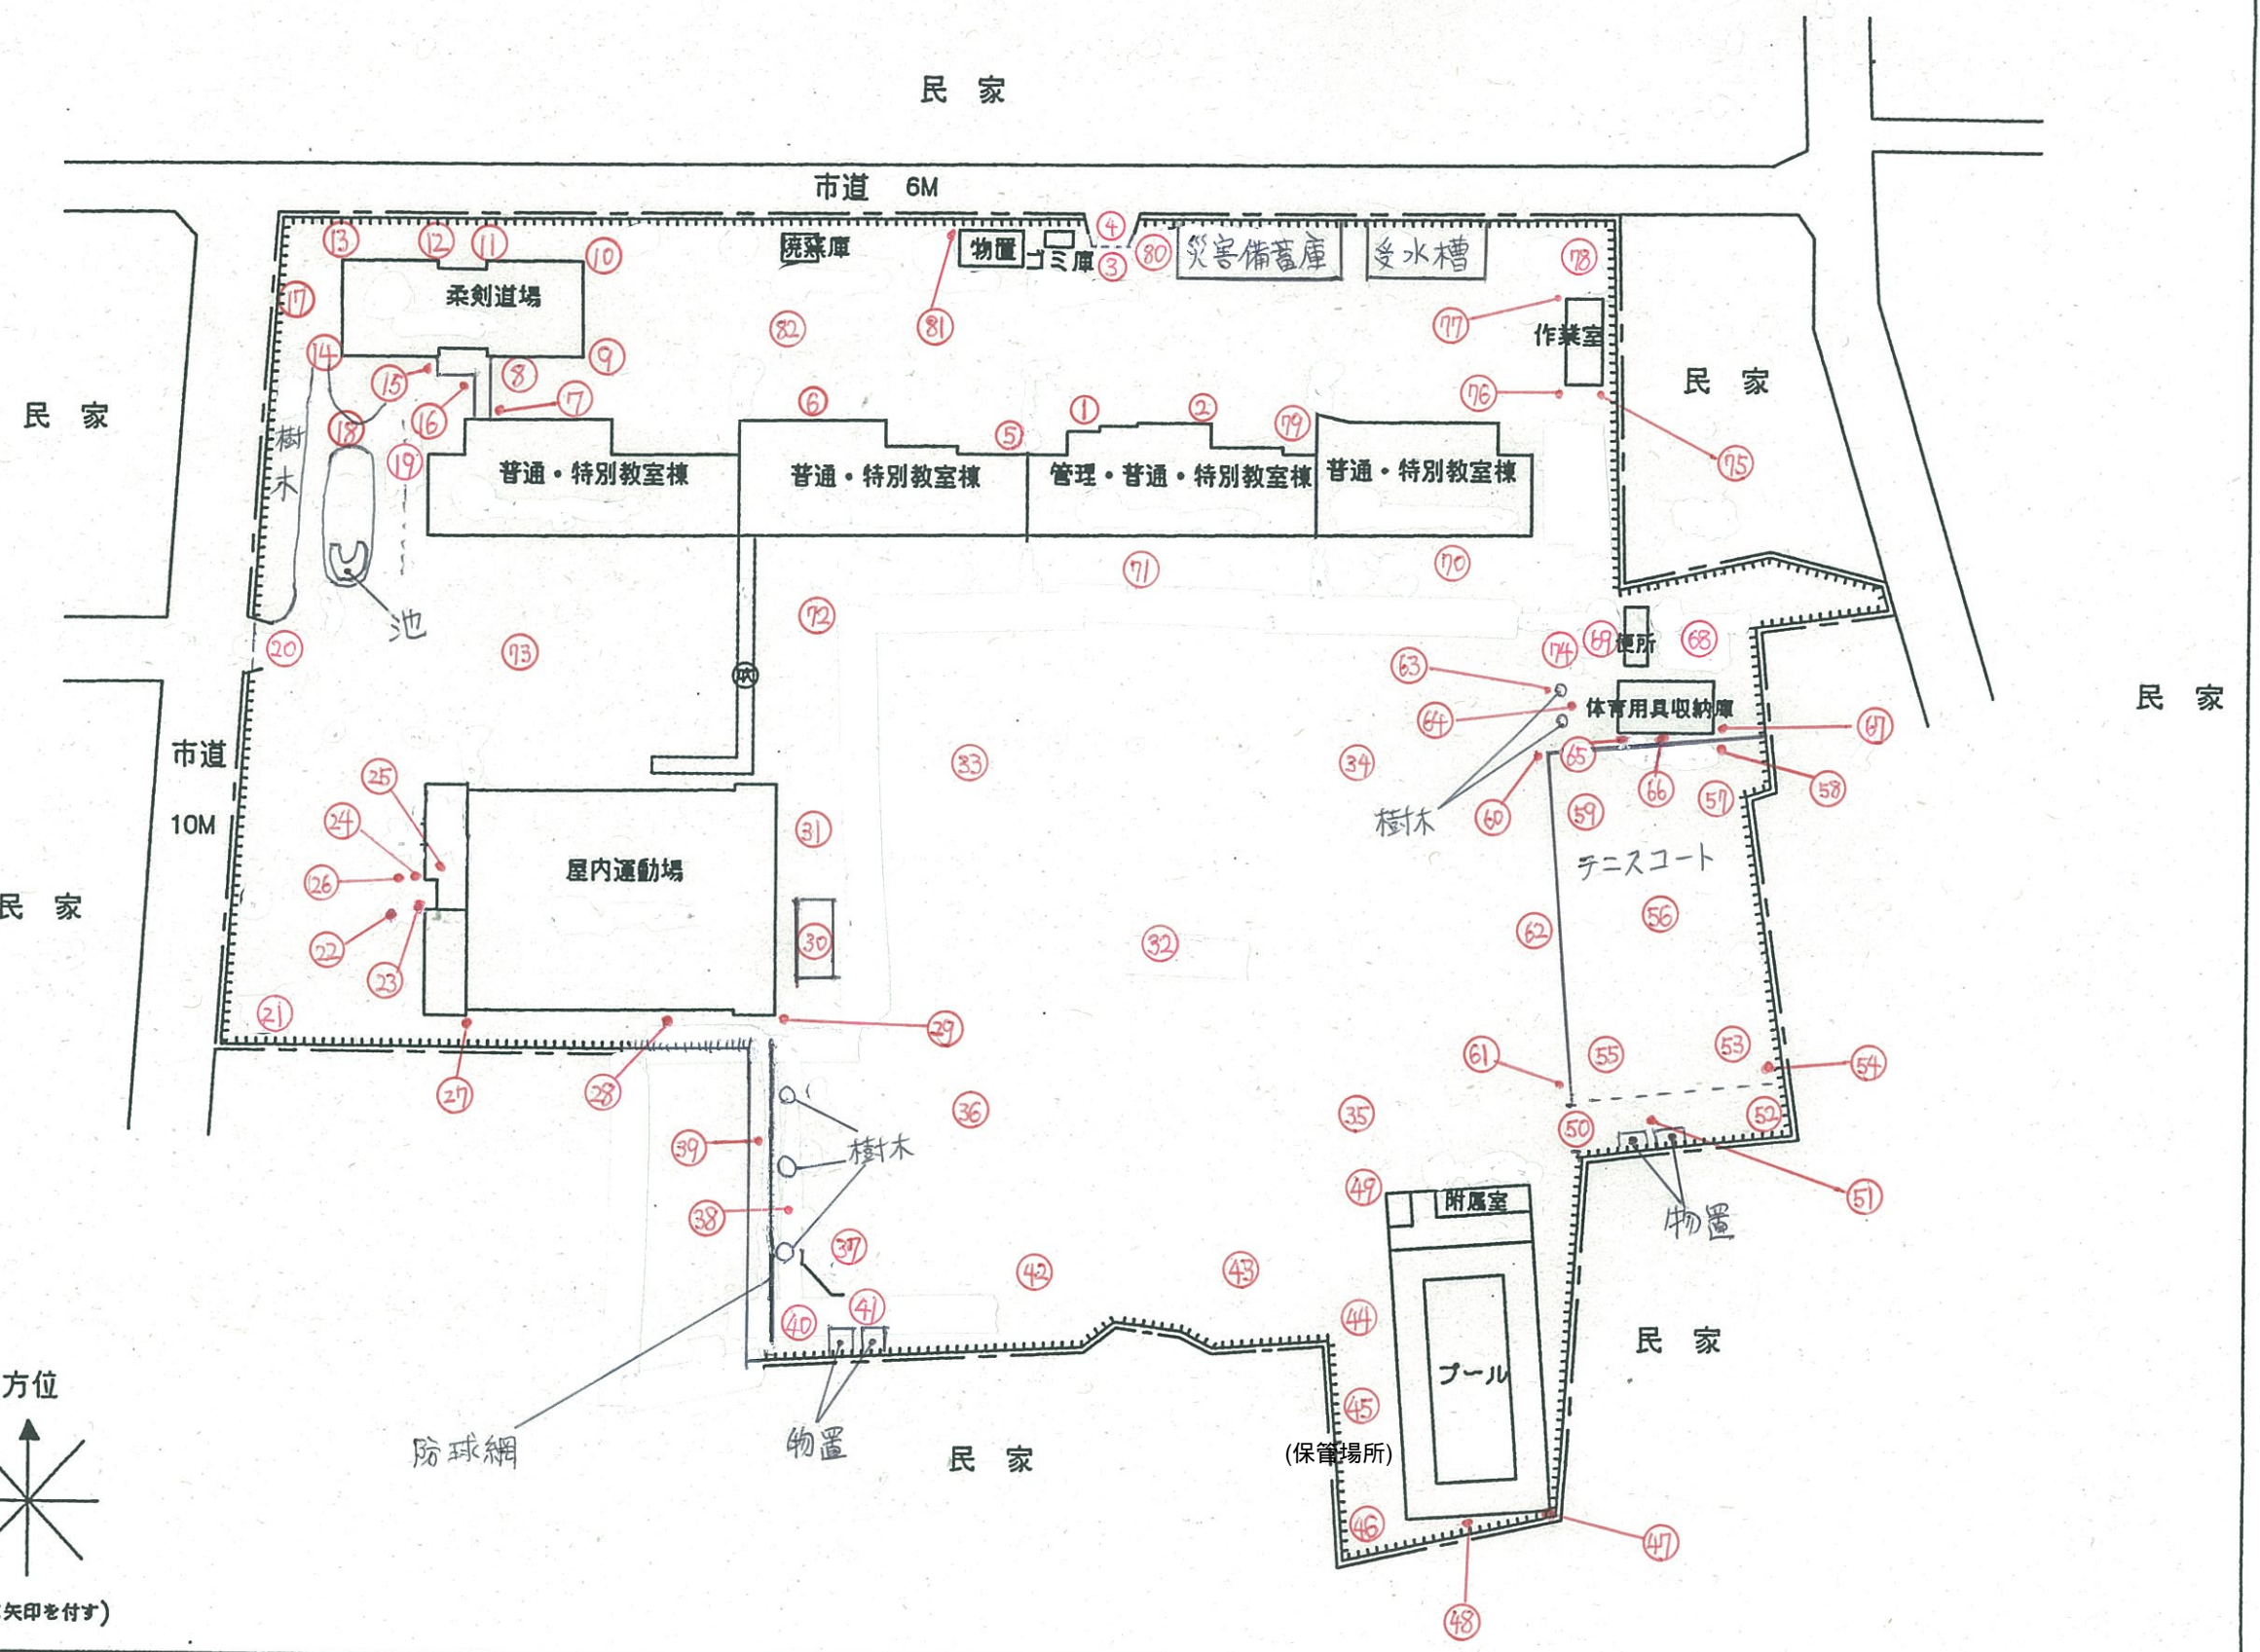 民 家
市道 6M
⑬ ⑫ ⑪ ⑩
廃棄庫
物置
ゴミ庫
④
③
80
災害備蓄庫
受水槽
78
⑰
柔剣道場
82
81
77
作業室
民 家
民 家
⑭
⑮
⑯
⑧
⑨
⑦
76
75
⑱
⑲
樹木
⑥
⑤
①
②
79
普通・特別教室棟
普通・特別教室棟
管理・普通・特別教室棟
普通・特別教室棟
池
71
70
72
⑳
73
吹
63
64
74
69
便所
68
体育用具収納庫
67
民 家
市道
10M
33
34
樹木
60
65
66
59
57
58
テニスコート
25
24
26
22
23
屋内運動場
31
30
32
62
56
民 家
21
27
28
29
61
55
53
54
39
樹木
36
35
50
52
51
物置
38
37
49
附属室
42
43
44
40
41
プール
民 家
45
防球網
物置
民 家
(保管場所)
46
47
48
方位
矢印を付す)